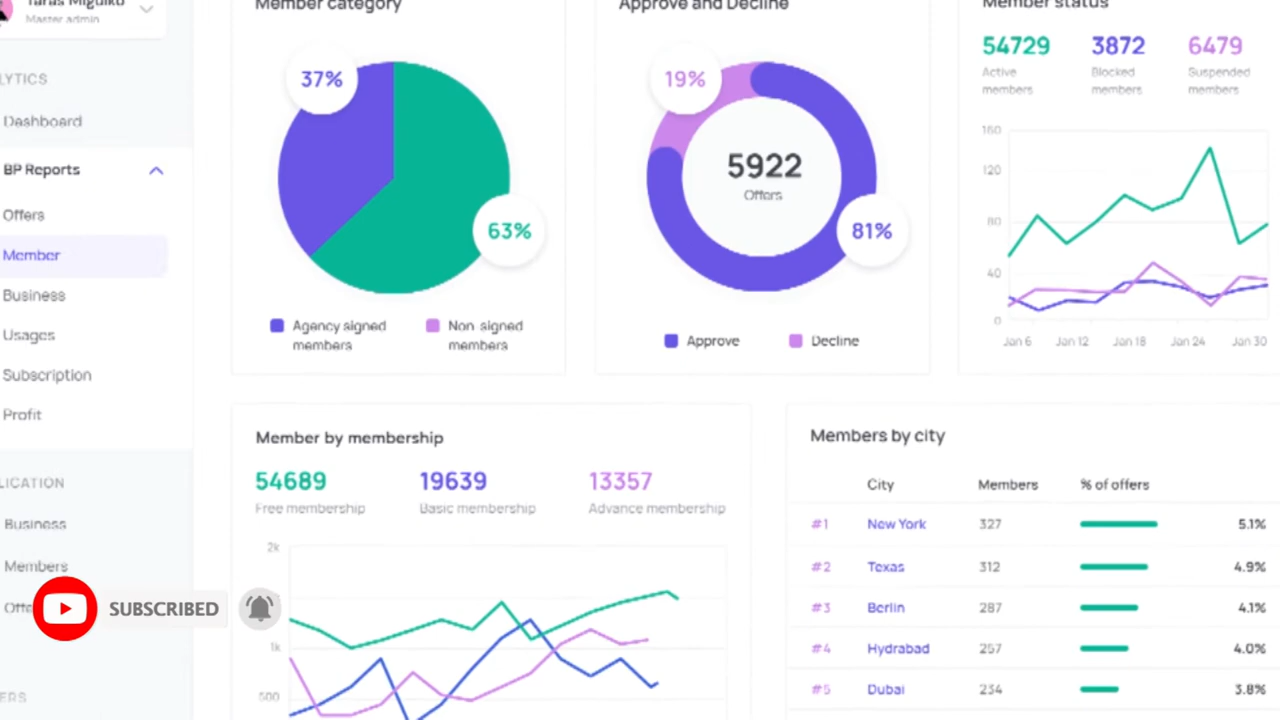 Taras Migulko
Master admin
LYTICS
Dashboard
BP Reports
Offers
Member
Business
Usages
Subscription
Profit
LICATION
Business
Members
Offe
ERS
Member category
37%
63%
Agency signed
members
Non-signed
members
Approve and Decline
19%
5922
Offers
81%
Approve
Decline
Member status
54729
Active
members
3872
Blocked
members
6479
Suspended
members
160
120
80
40
0
Jan 6
Jan 12
Jan 18
Jan 24
Jan 30
Member by membership
54689
Free membership
19639
Basic membership
13357
Advance membership
2k
1k
500
Members by city
City Members % of offers
#1 New York 327 5.1%
#2 Texas 312 4.9%
#3 Berlin 287 4.1%
#4 Hydrabad 257 4.0%
#5 Dubai 234 3.8%
SUBSCRIBED